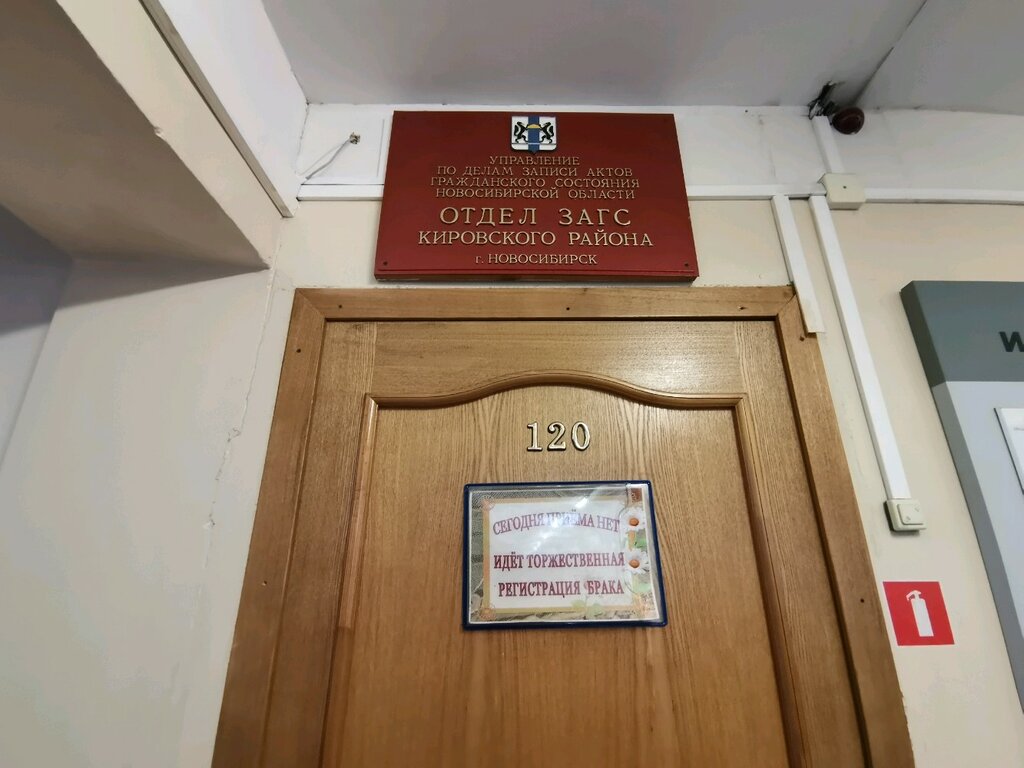 УПРАВЛЕНИЕ
ПО ДЕЛАМ ЗАПИСИ АКТОВ
ГРАЖДАНСКОГО СОСТОЯНИЯ
НОВОСИБИРСКОЙ ОБЛАСТИ
ОТДЕЛ ЗАГС
КИРОВСКОГО РАЙОНА
г. НОВОСИБИРСК
120
СЕГОДНЯ ПРИЁМА НЕТ
ИДЁТ ТОРЖЕСТВЕННАЯ
РЕГИСТРАЦИЯ БРАКА